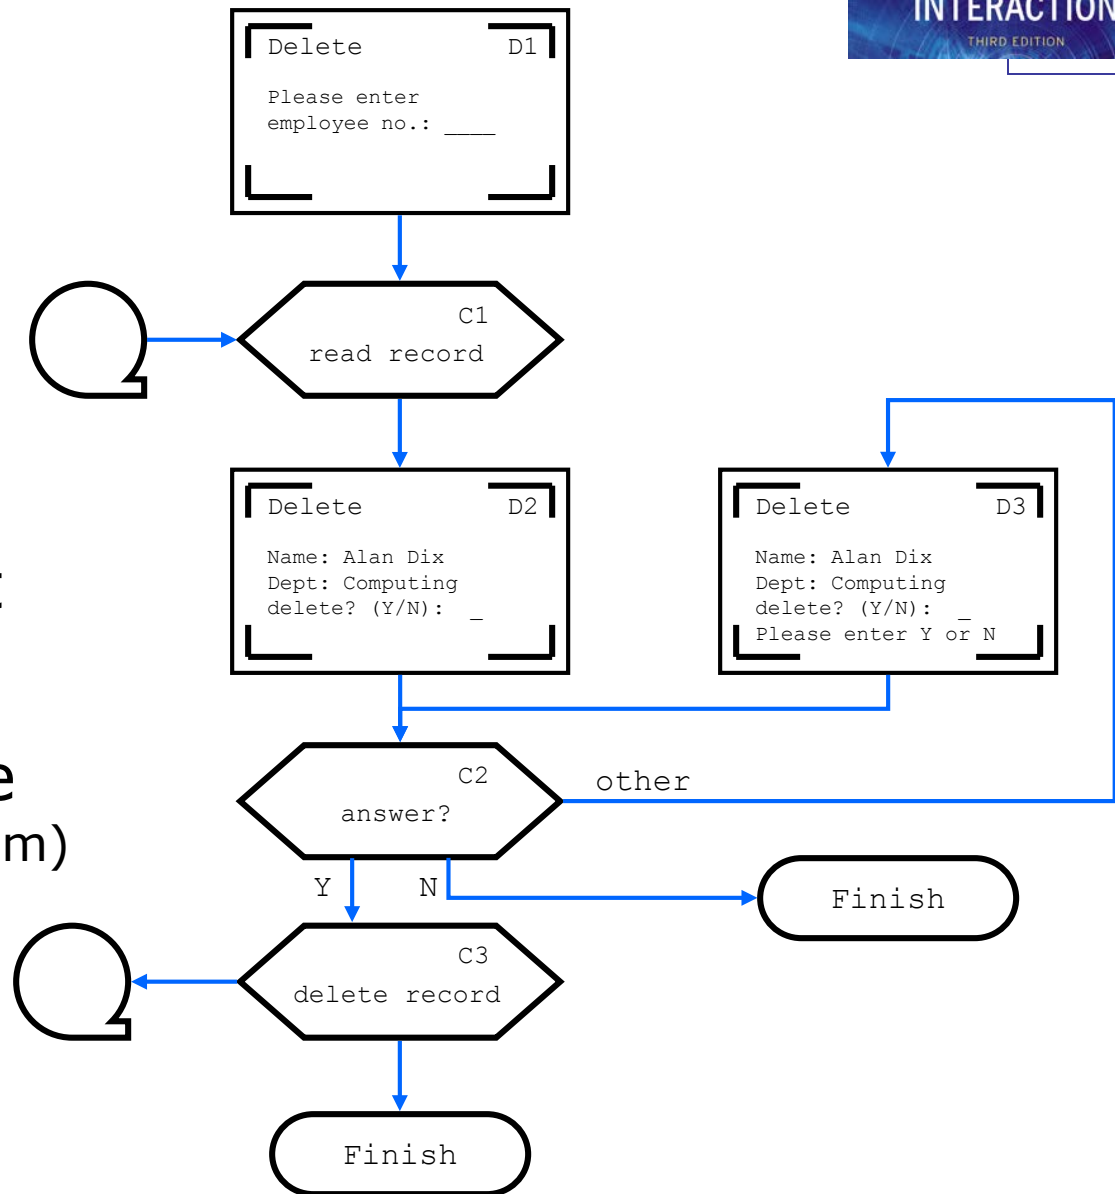 INTERACTION
THIRD EDITION
Delete D1
Please enter
employee no.: ____
C1
read record
Delete D2
Name: Alan Dix
Dept: Computing
delete? (Y/N): _
Delete D3
Name: Alan Dix
Dept: Computing
delete? (Y/N): _
Please enter Y or N
C2
answer?
other
Y
N
Finish
C3
delete record
Finish
e
m)